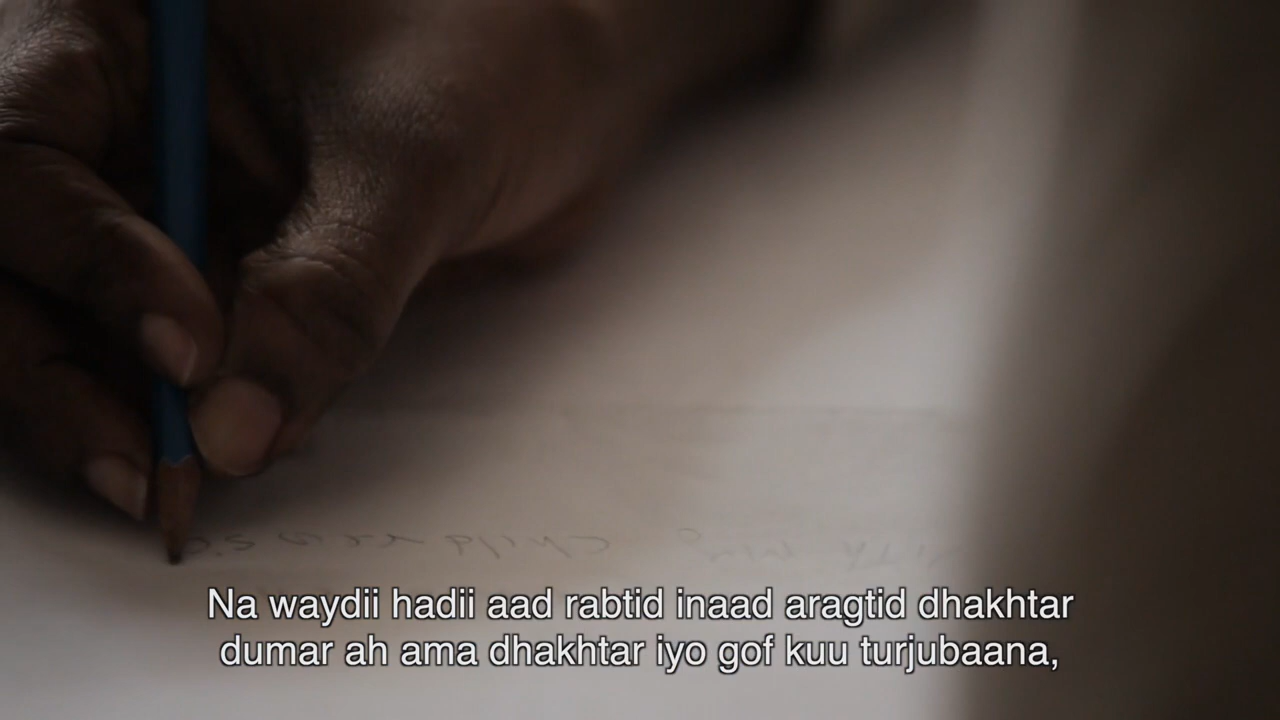 Na waydii hadii aad rabtid inaad aragtid dhakhtar
dumar ah ama dhakhtar iyo gof kuu turjubaana,